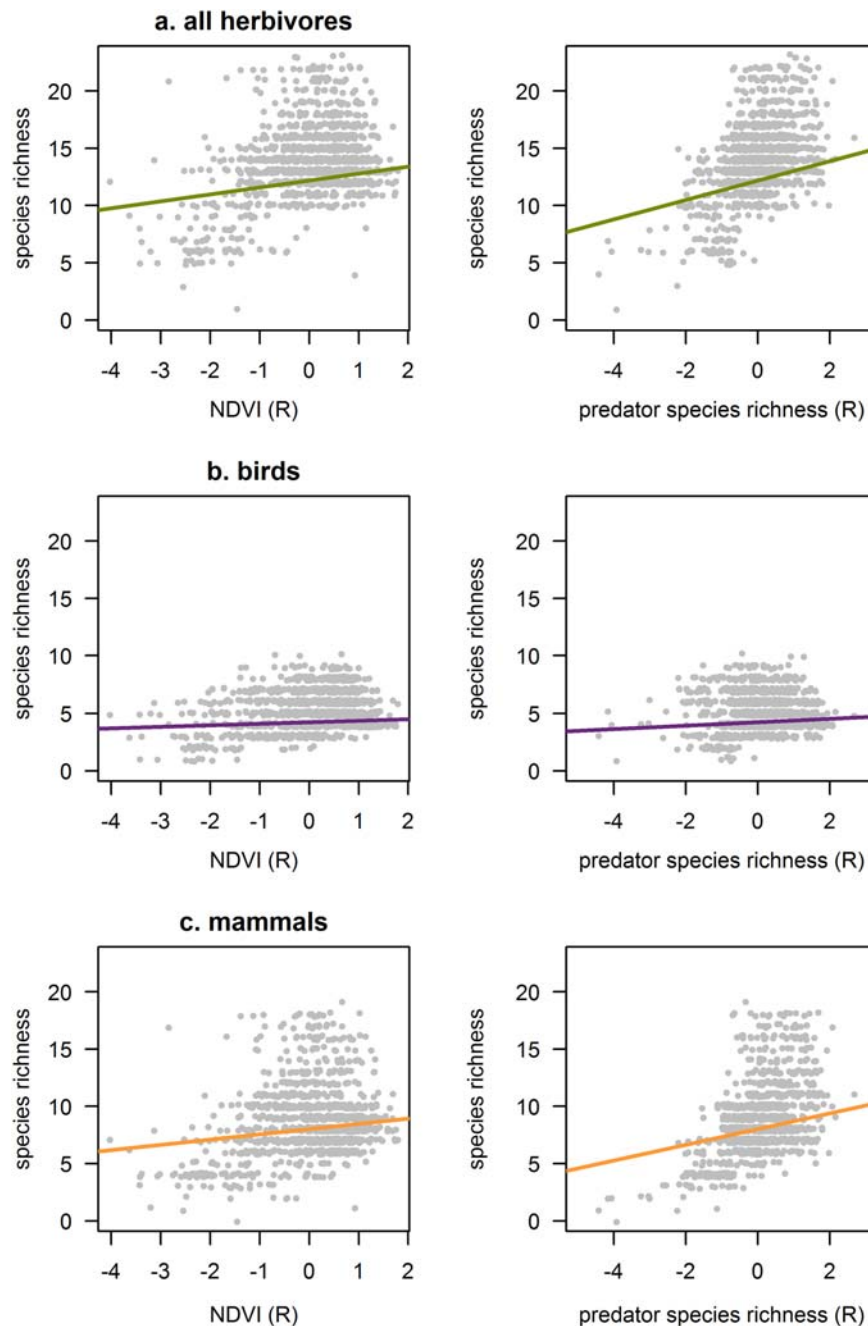 a. all herbivores
species richness
20
15
10
5
0
-4 -3 -2 -1 0 1 2
NDVI (R)
species richness
20
15
10
5
0
-4 -2 0 2
predator species richness (R)
b. birds
species richness
20
15
10
5
0
-4 -3 -2 -1 0 1 2
NDVI (R)
species richness
20
15
10
5
0
-4 -2 0 2
predator species richness (R)
c. mammals
species richness
20
15
10
5
0
-4 -3 -2 -1 0 1 2
NDVI (R)
species richness
20
15
10
5
0
-4 -2 0 2
predator species richness (R)